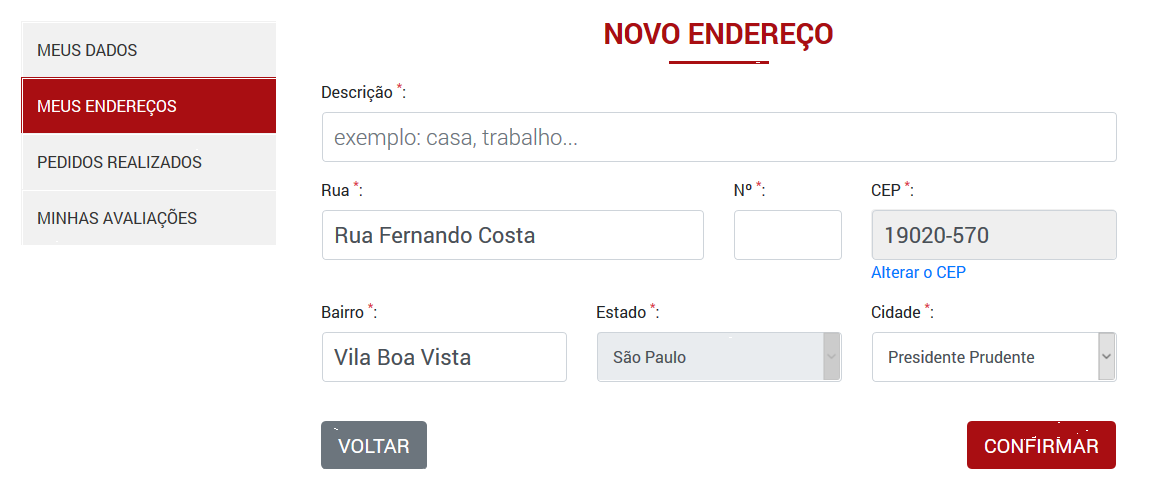 MEUS DADOS
MEUS ENDEREÇOS
PEDIDOS REALIZADOS
MINHAS AVALIAÇÕES
NOVO ENDEREÇO
Descrição *:
exemplo: casa, trabalho...
Rua *: Nº *: CEP *:
Rua Fernando Costa 19020-570
Alterar o CEP
Bairro *: Estado *: Cidade *:
Vila Boa Vista São Paulo Presidente Prudente
VOLTAR CONFIRMAR